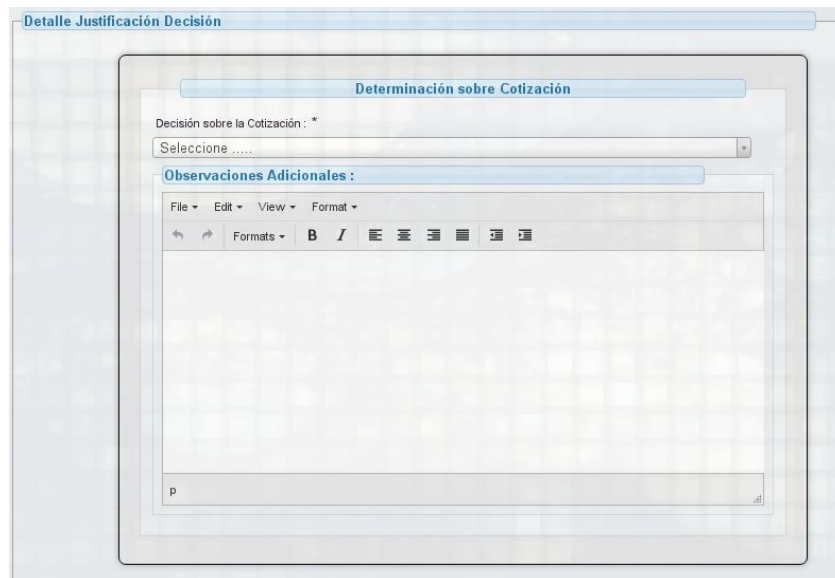 Detalle Justificación Decisión
Determinación sobre Cotización
Decisión sobre la Cotización : *
Seleccione .....
Observaciones Adicionales :
File Edit View Format
Formats B I
p